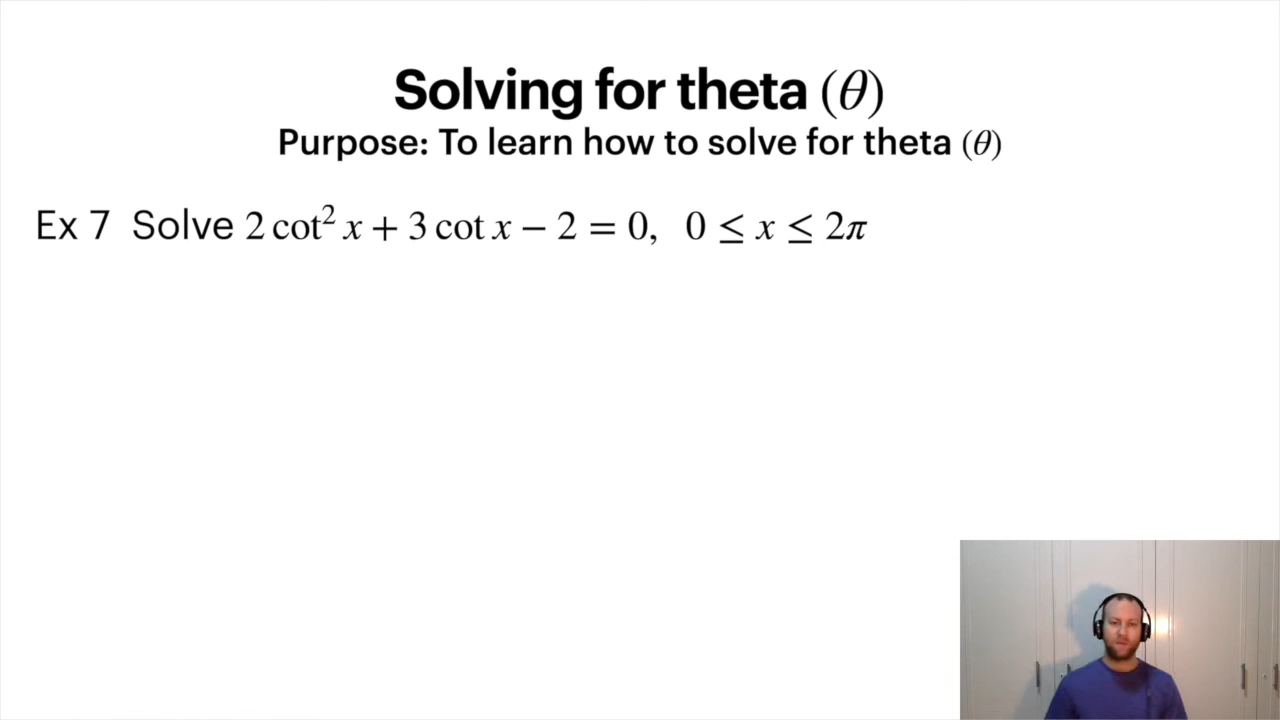 Solving for theta (θ)
Purpose: To learn how to solve for theta (θ)
Ex 7 Solve 2 cot² x + 3 cot x − 2 = 0, 0 ≤ x ≤ 2π